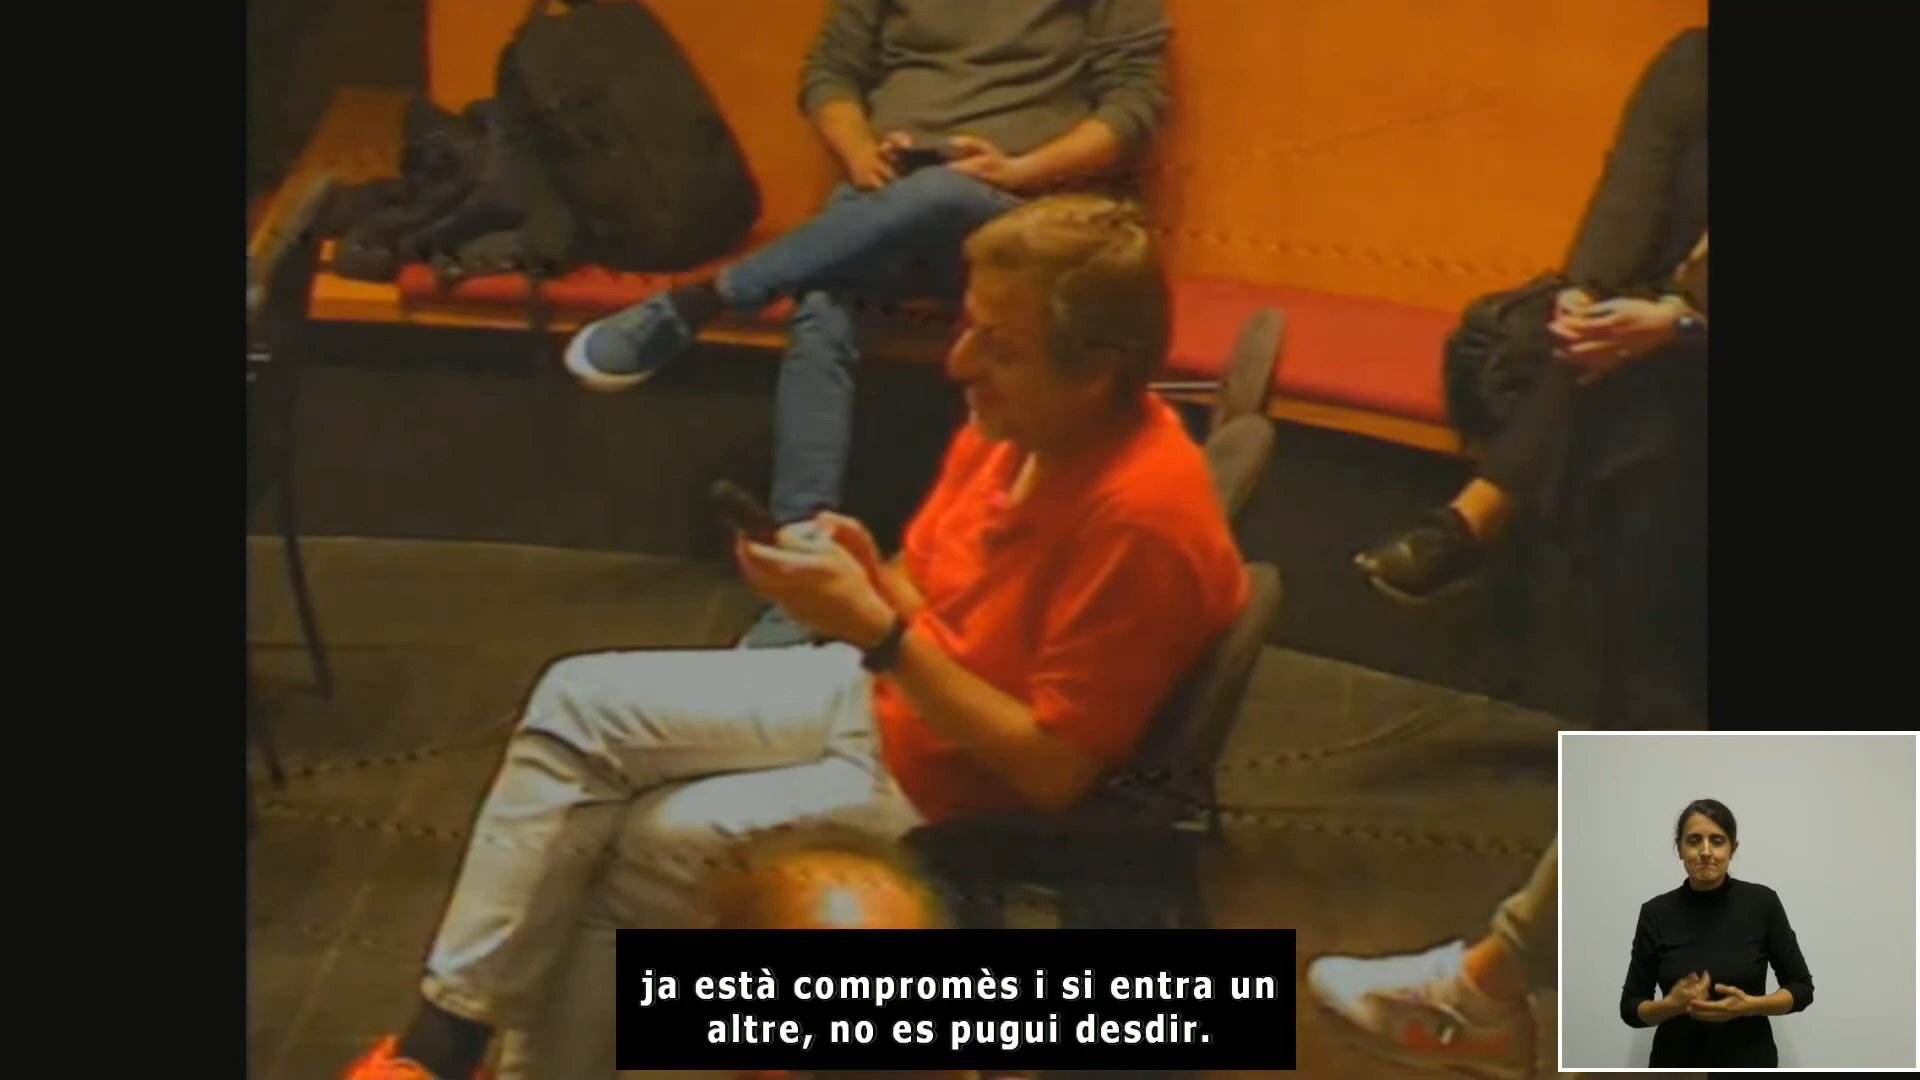 ja està compromès i si entra un
altre, no es pugui desdir.